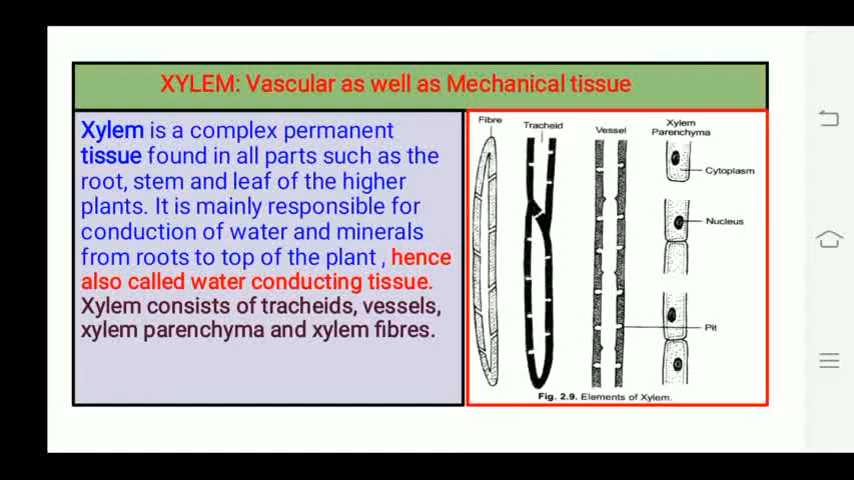 XYLEM: Vascular as well as Mechanical tissue
Xylem is a complex permanent
tissue found in all parts such as the
root, stem and leaf of the higher
plants. It is mainly responsible for
conduction of water and minerals
from roots to top of the plant , hence
also called water conducting tissue.
Xylem consists of tracheids, vessels,
xylem parenchyma and xylem fibres.
Fibre
Tracheid
Vessel
Xylem
Parenchyma
Cytoplasm
Nucleus
Pit
Fig. 2.9. Elements of Xylem.